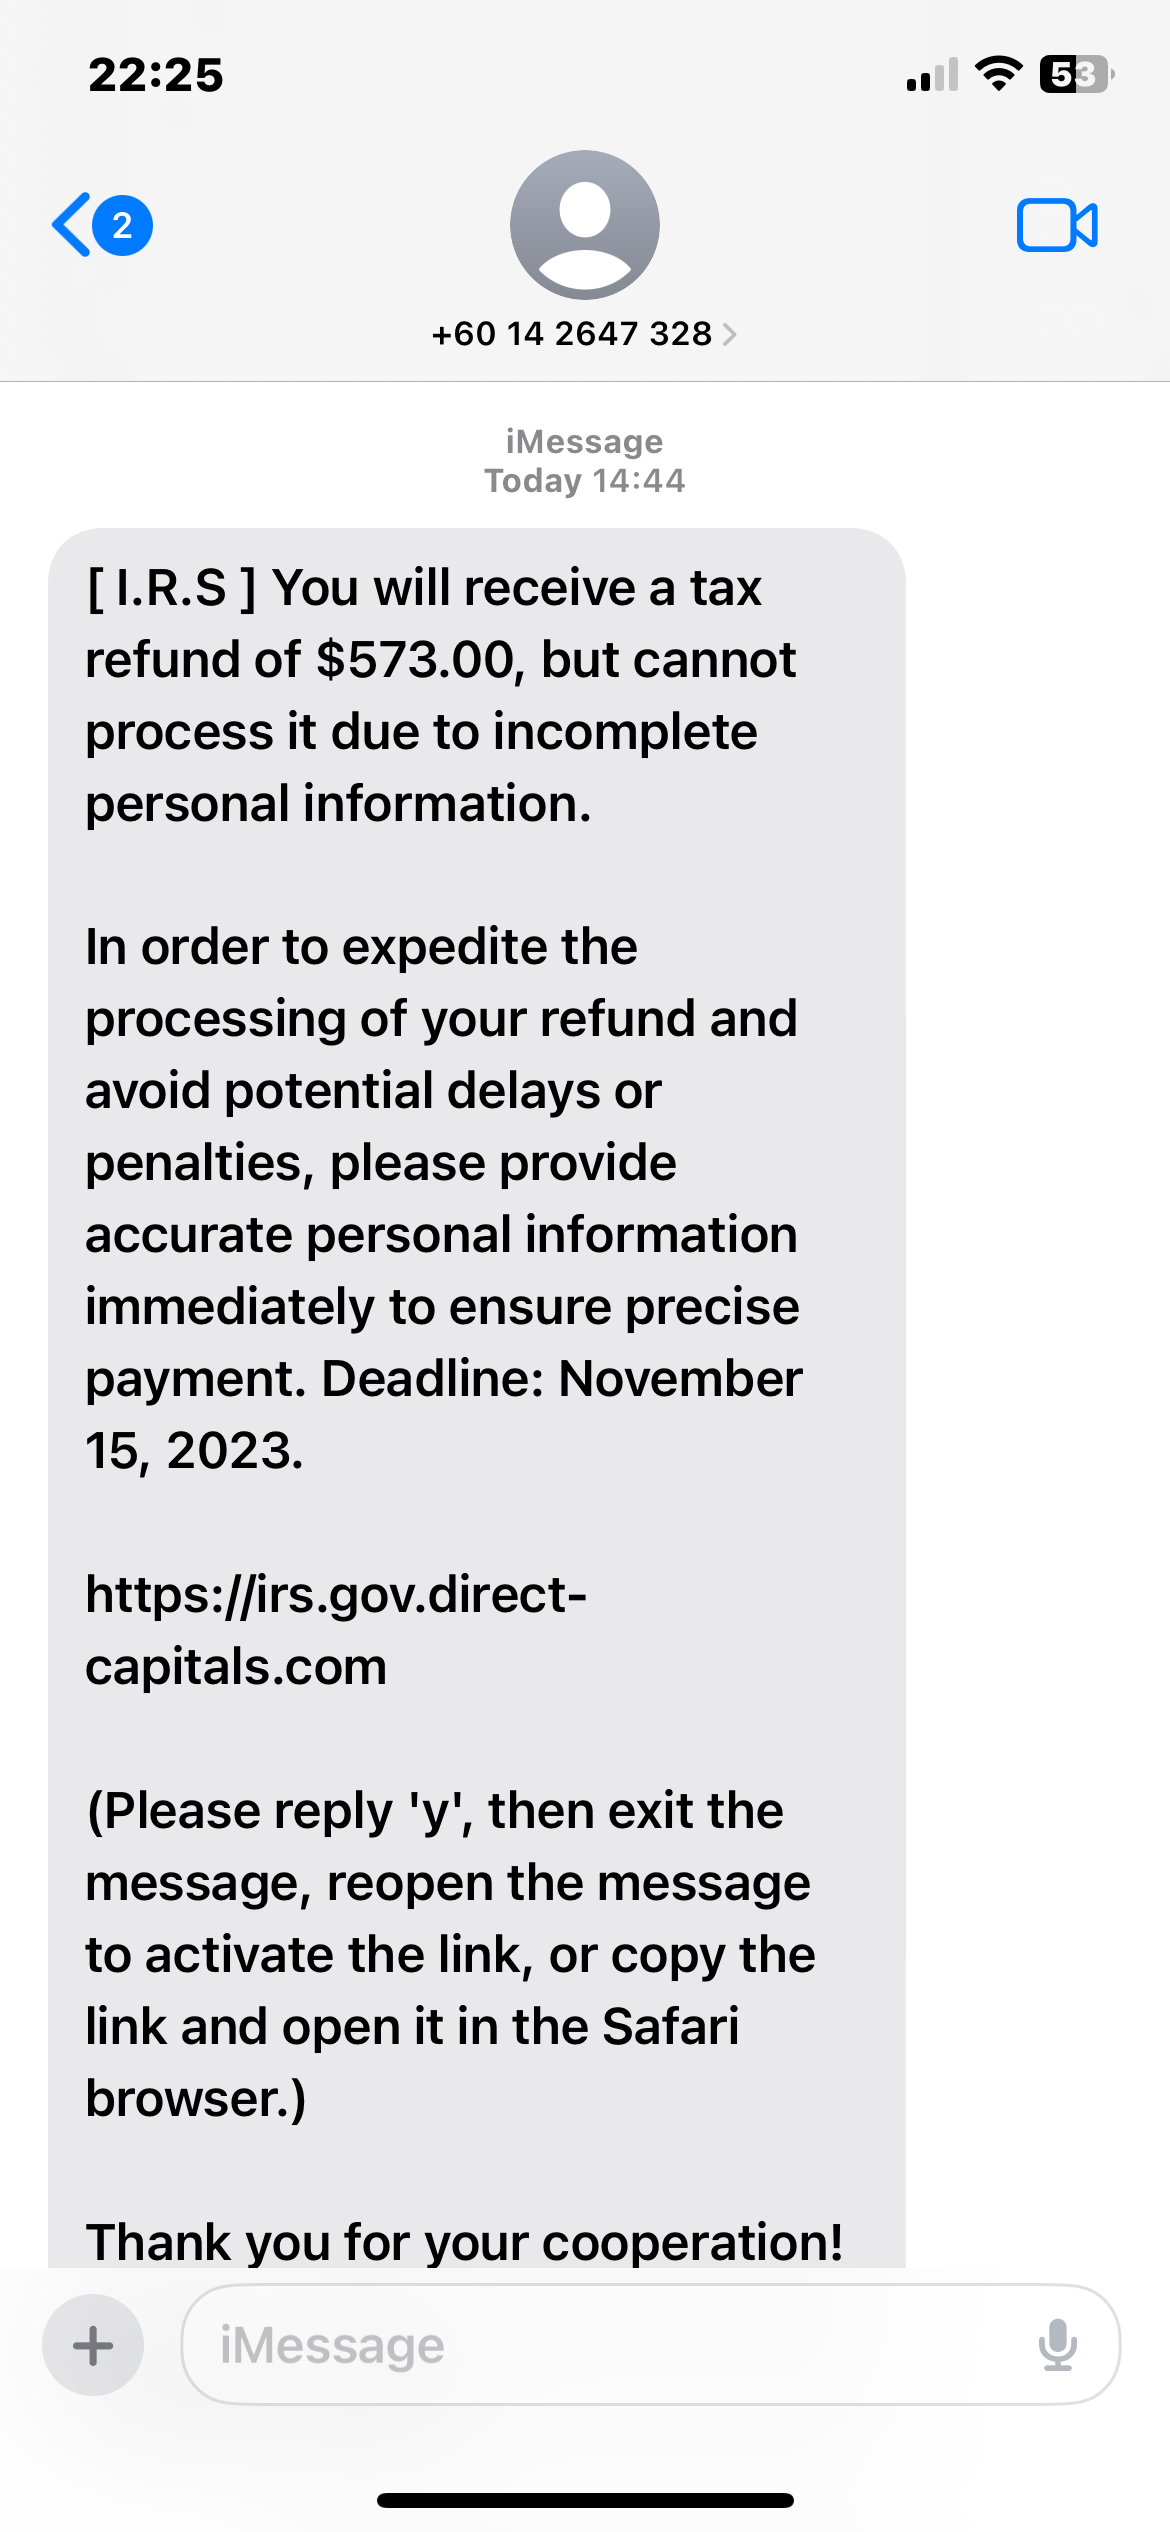 22:25
53
2
+60 14 2647 328
iMessage
Today 14:44
[ I.R.S ] You will receive a tax
refund of $573.00, but cannot
process it due to incomplete
personal information.
In order to expedite the
processing of your refund and
avoid potential delays or
penalties, please provide
accurate personal information
immediately to ensure precise
payment. Deadline: November
15, 2023.
https://irs.gov.direct-
capitals.com
(Please reply 'y', then exit the
message, reopen the message
to activate the link, or copy the
link and open it in the Safari
browser.)
Thank you for your cooperation!
iMessage